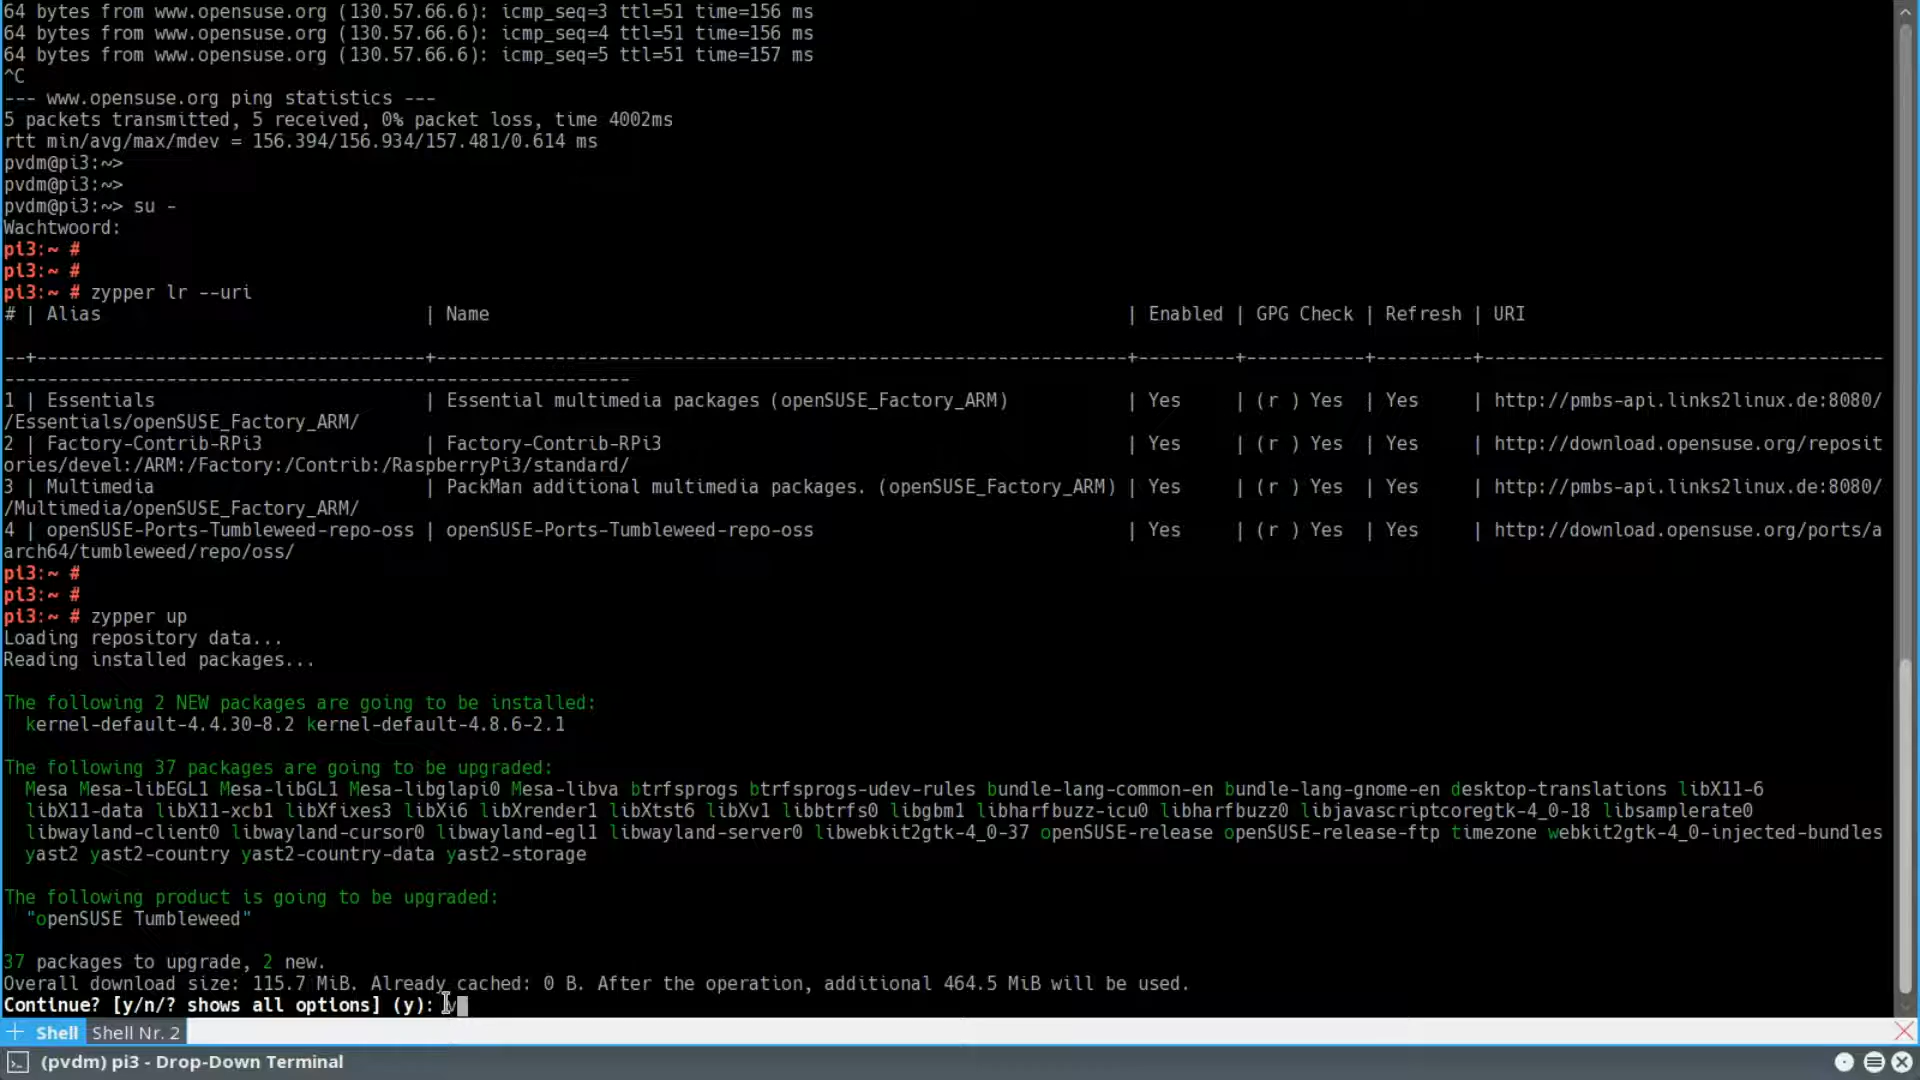 64 bytes from www.opensuse.org (130.57.66.6): icmp_seq=3 ttl=51 time=156 ms
64 bytes from www.opensuse.org (130.57.66.6): icmp_seq=4 ttl=51 time=156 ms
64 bytes from www.opensuse.org (130.57.66.6): icmp_seq=5 ttl=51 time=157 ms
^C
--- www.opensuse.org ping statistics ---
5 packets transmitted, 5 received, 0% packet loss, time 4002ms
rtt min/avg/max/mdev = 156.394/156.934/157.481/0.614 ms
pvdm@pi3:~>
pvdm@pi3:~>
pvdm@pi3:~> su -
Wachtwoord:
pi3:~ #
pi3:~ #
pi3:~ # zypper lr --uri
# | Alias                              | Name                                                           | Enabled | GPG Check | Refresh | URI
--+------------------------------------+----------------------------------------------------------------+---------+-----------+---------+-------------------------------------
----------------------------------------------------------
1 | Essentials                         | Essential multimedia packages (openSUSE_Factory_ARM)           | Yes     | (r ) Yes  | Yes     | http://pmbs-api.links2linux.de:8080/
/Essentials/openSUSE_Factory_ARM/
2 | Factory-Contrib-RPi3               | Factory-Contrib-RPi3                                           | Yes     | (r ) Yes  | Yes     | http://download.opensuse.org/reposit
ories/devel:/ARM:/Factory:/Contrib:/RaspberryPi3/standard/
3 | Multimedia                         | PackMan additional multimedia packages. (openSUSE_Factory_ARM) | Yes     | (r ) Yes  | Yes     | http://pmbs-api.links2linux.de:8080/
/Multimedia/openSUSE_Factory_ARM/
4 | openSUSE-Ports-Tumbleweed-repo-oss | openSUSE-Ports-Tumbleweed-repo-oss                             | Yes     | (r ) Yes  | Yes     | http://download.opensuse.org/ports/a
arch64/tumbleweed/repo/oss/
pi3:~ #
pi3:~ #
pi3:~ # zypper up
Loading repository data...
Reading installed packages...
The following 2 NEW packages are going to be installed:
kernel-default-4.4.30-8.2 kernel-default-4.8.6-2.1
The following 37 packages are going to be upgraded:
Mesa Mesa-libEGL1 Mesa-libGL1 Mesa-libglapi0 Mesa-libva btrfsprogs btrfsprogs-udev-rules bundle-lang-common-en bundle-lang-gnome-en desktop-translations libX11-6
libX11-data libX11-xcb1 libXfixes3 libXi6 libXrender1 libXtst6 libXv1 libbtrfs0 libgbm1 libharfbuzz-icu0 libharfbuzz0 libjavascriptcoregtk-4_0-18 libsamplerate0
libwayland-client0 libwayland-cursor0 libwayland-egl1 libwayland-server0 libwebkit2gtk-4_0-37 openSUSE-release openSUSE-release-ftp timezone webkit2gtk-4_0-injected-bundles
yast2 yast2-country yast2-country-data yast2-storage
The following product is going to be upgraded:
"openSUSE Tumbleweed"
37 packages to upgrade, 2 new.
Overall download size: 115.7 MiB. Already cached: 0 B. After the operation, additional 464.5 MiB will be used.
Continue? [y/n/? shows all options] (y): y
Shell Shell Nr. 2
(pvdm) pi3 - Drop-Down Terminal